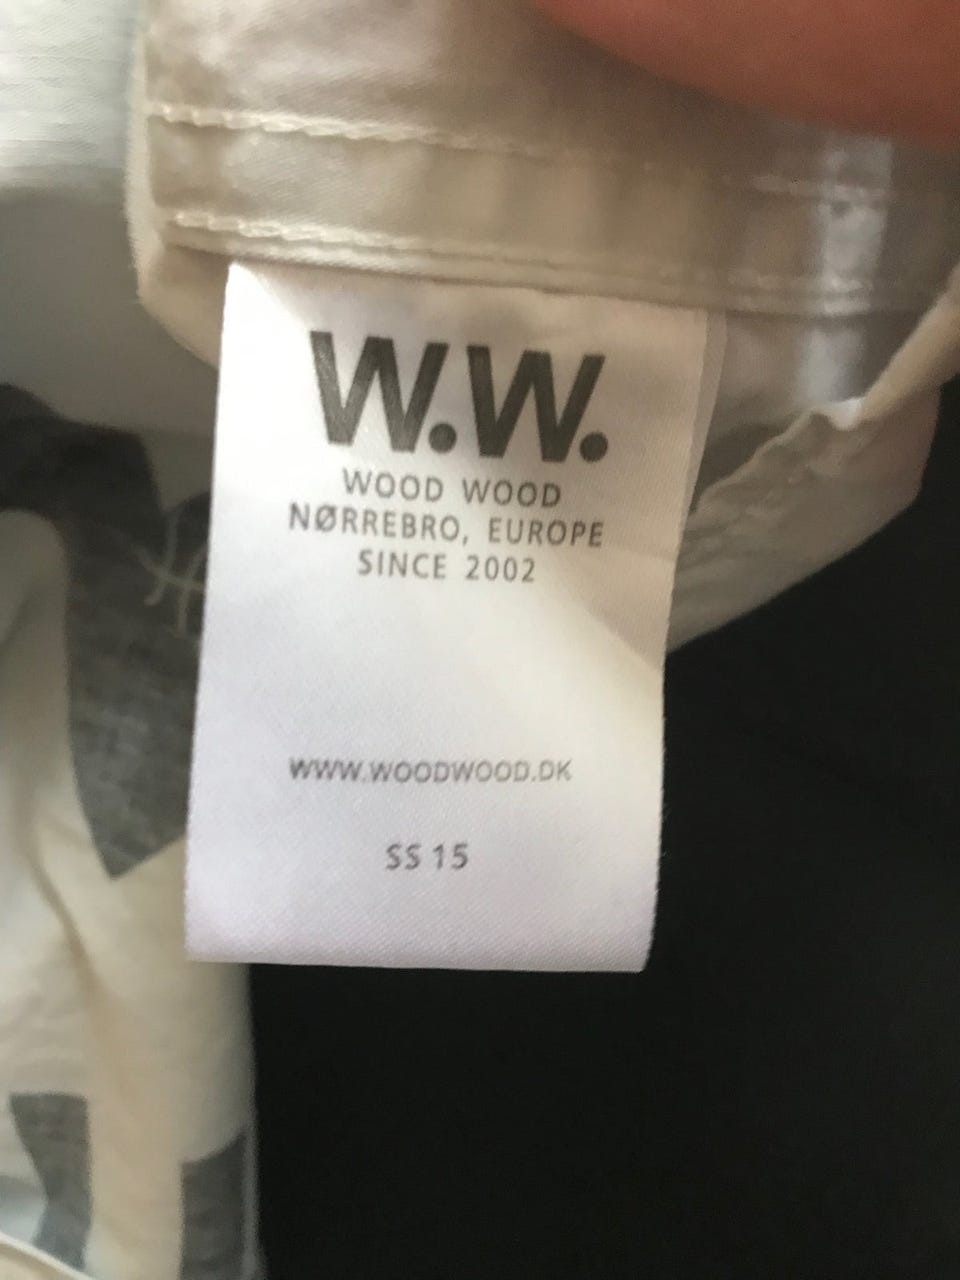 W.W.
WOOD WOOD
NØRREBRO, EUROPE
SINCE 2002
WWW.WOODWOOD.DK
SS 15